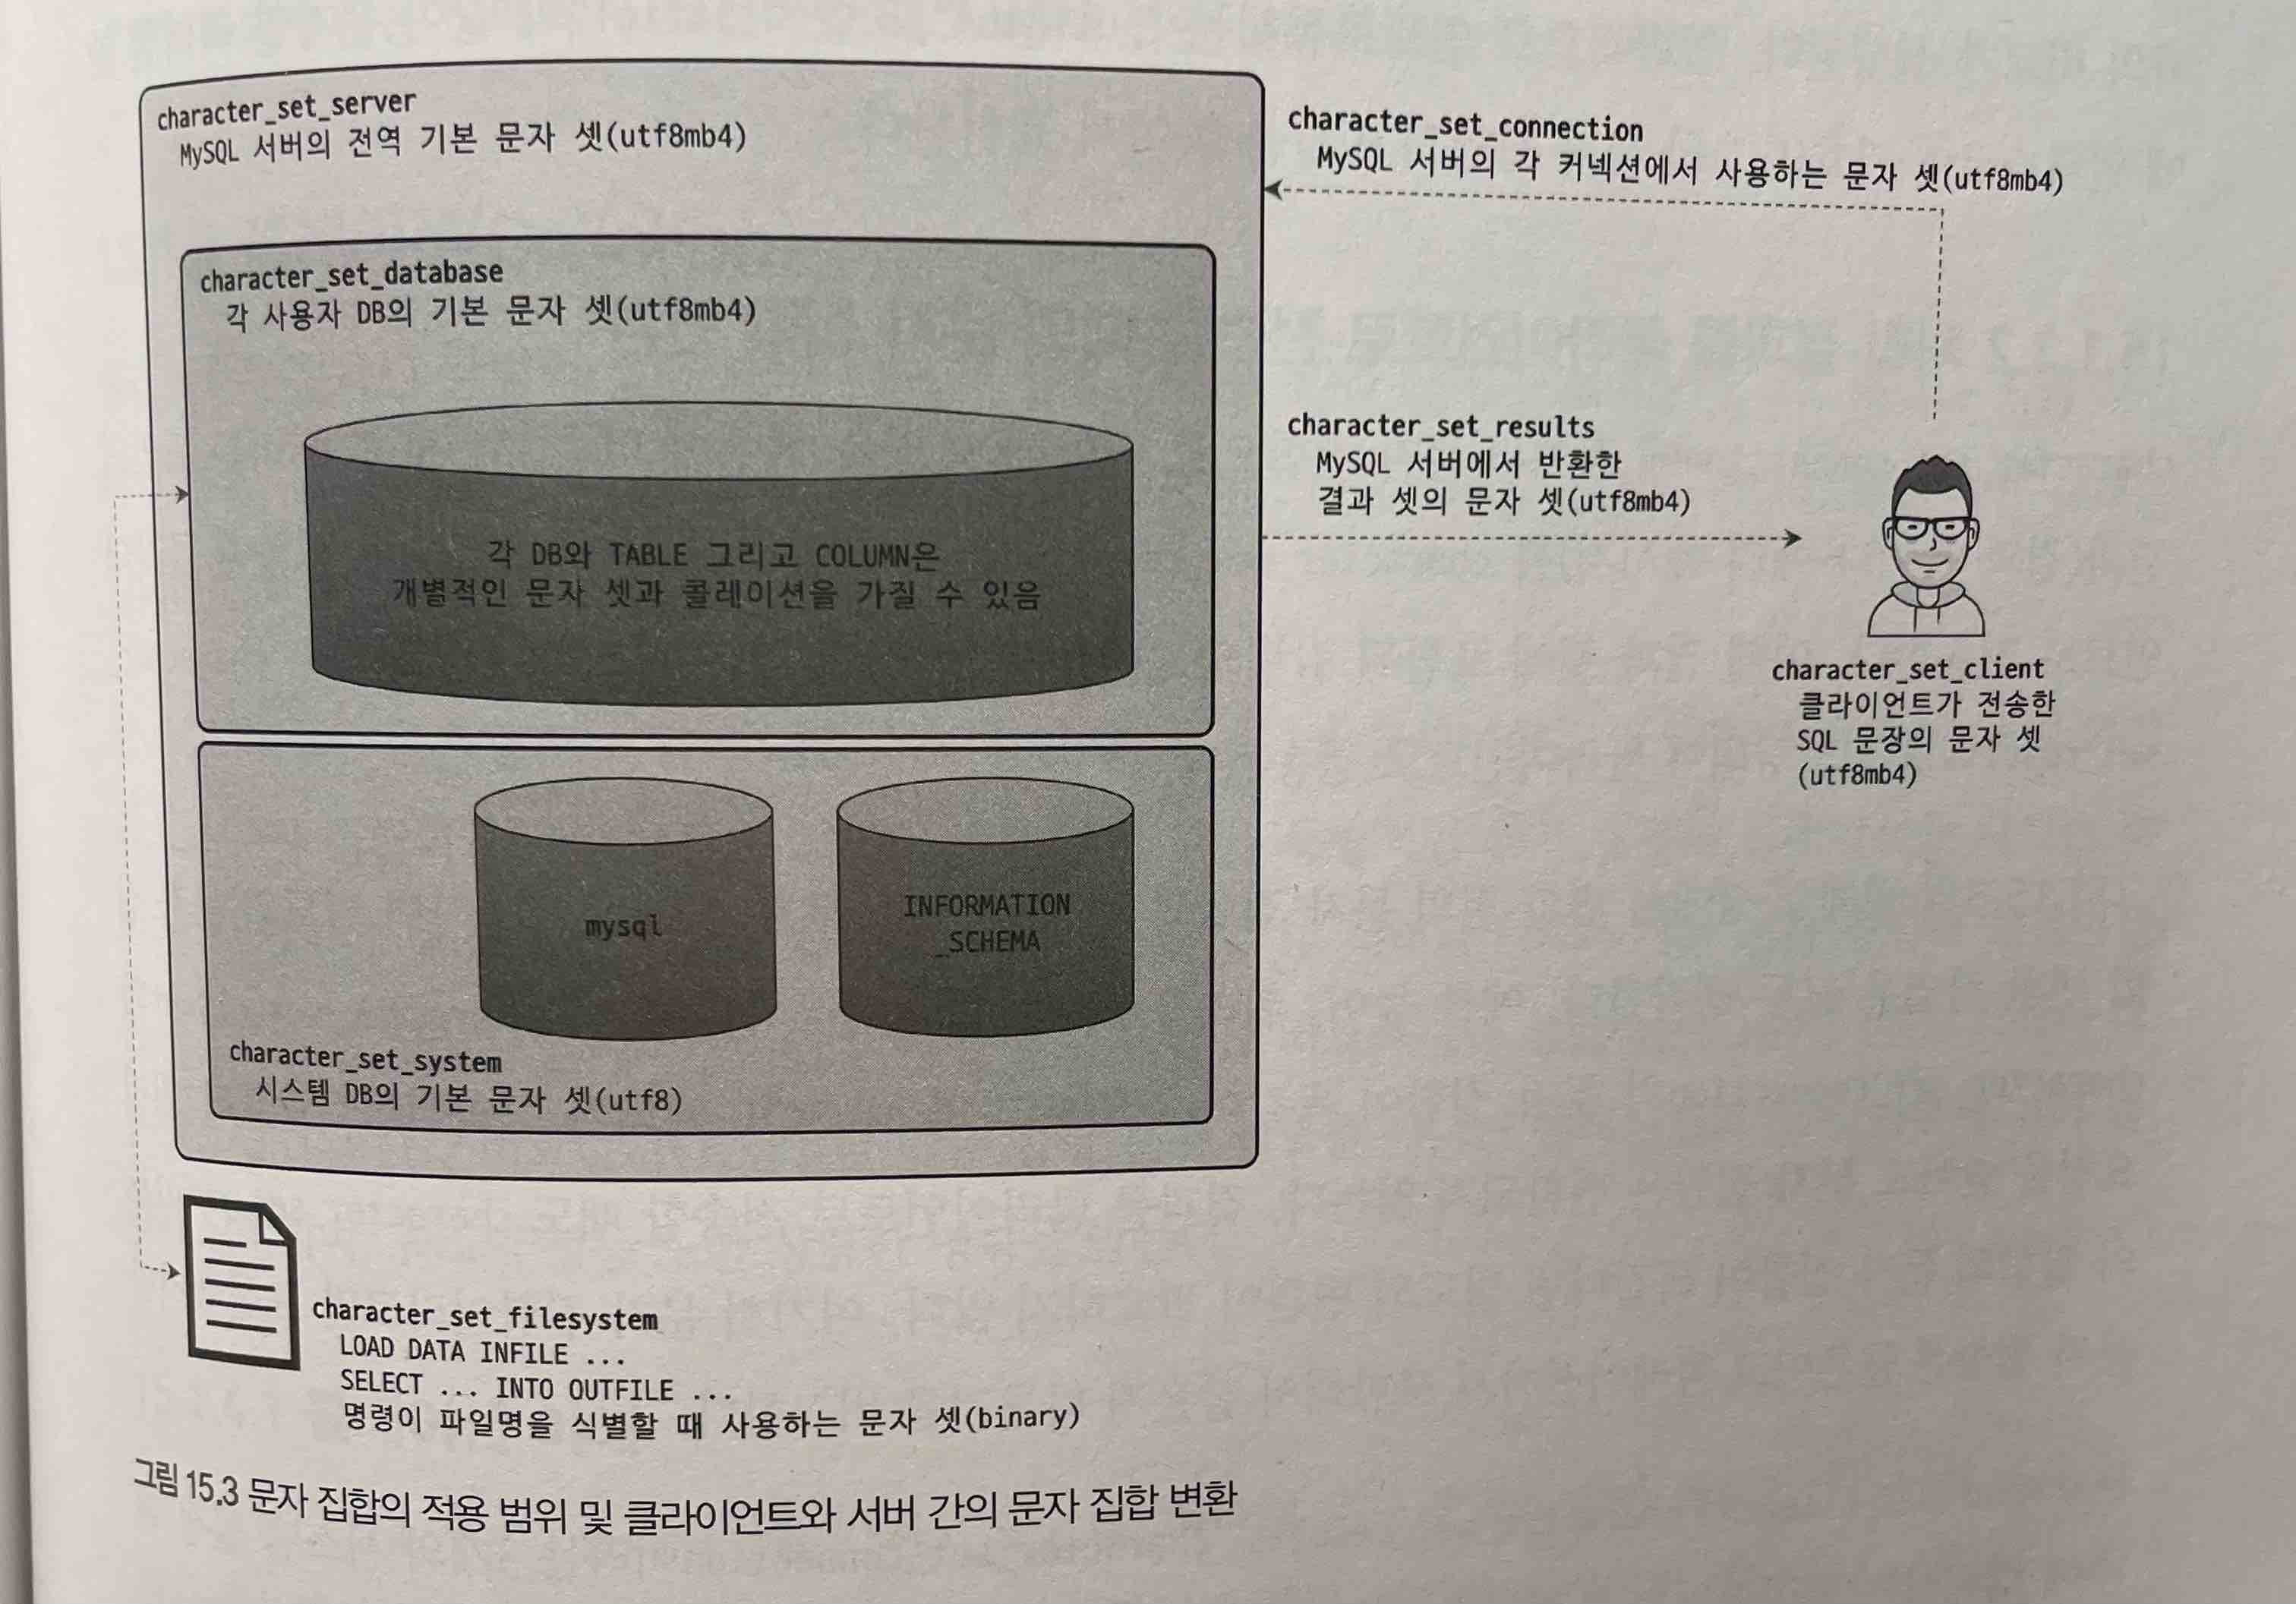 character_set_server
MySQL 서버의 전역 기본 문자 셋(utf8mb4)
character_set_database
각 사용자 DB의 기본 문자 셋(utf8mb4)
각 DB와 TABLE 그리고 COLUMN은
개별적인 문자 셋과 콜레이션을 가질 수 있음
mysql
INFORMATION
_SCHEMA
character_set_system
시스템 DB의 기본 문자 셋(utf8)
character_set_connection
MySQL 서버의 각 커넥션에서 사용하는 문자 셋(utf8mb4)
character_set_results
MySQL 서버에서 반환한
결과 셋의 문자 셋(utf8mb4)
character_set_client
클라이언트가 전송한
SQL 문장의 문자 셋
(utf8mb4)
character_set_filesystem
LOAD DATA INFILE ...
SELECT ... INTO OUTFILE ...
명령이 파일명을 식별할 때 사용하는 문자 셋(binary)
그림 15.3 문자 집합의 적용 범위 및 클라이언트와 서버 간의 문자 집합 변환